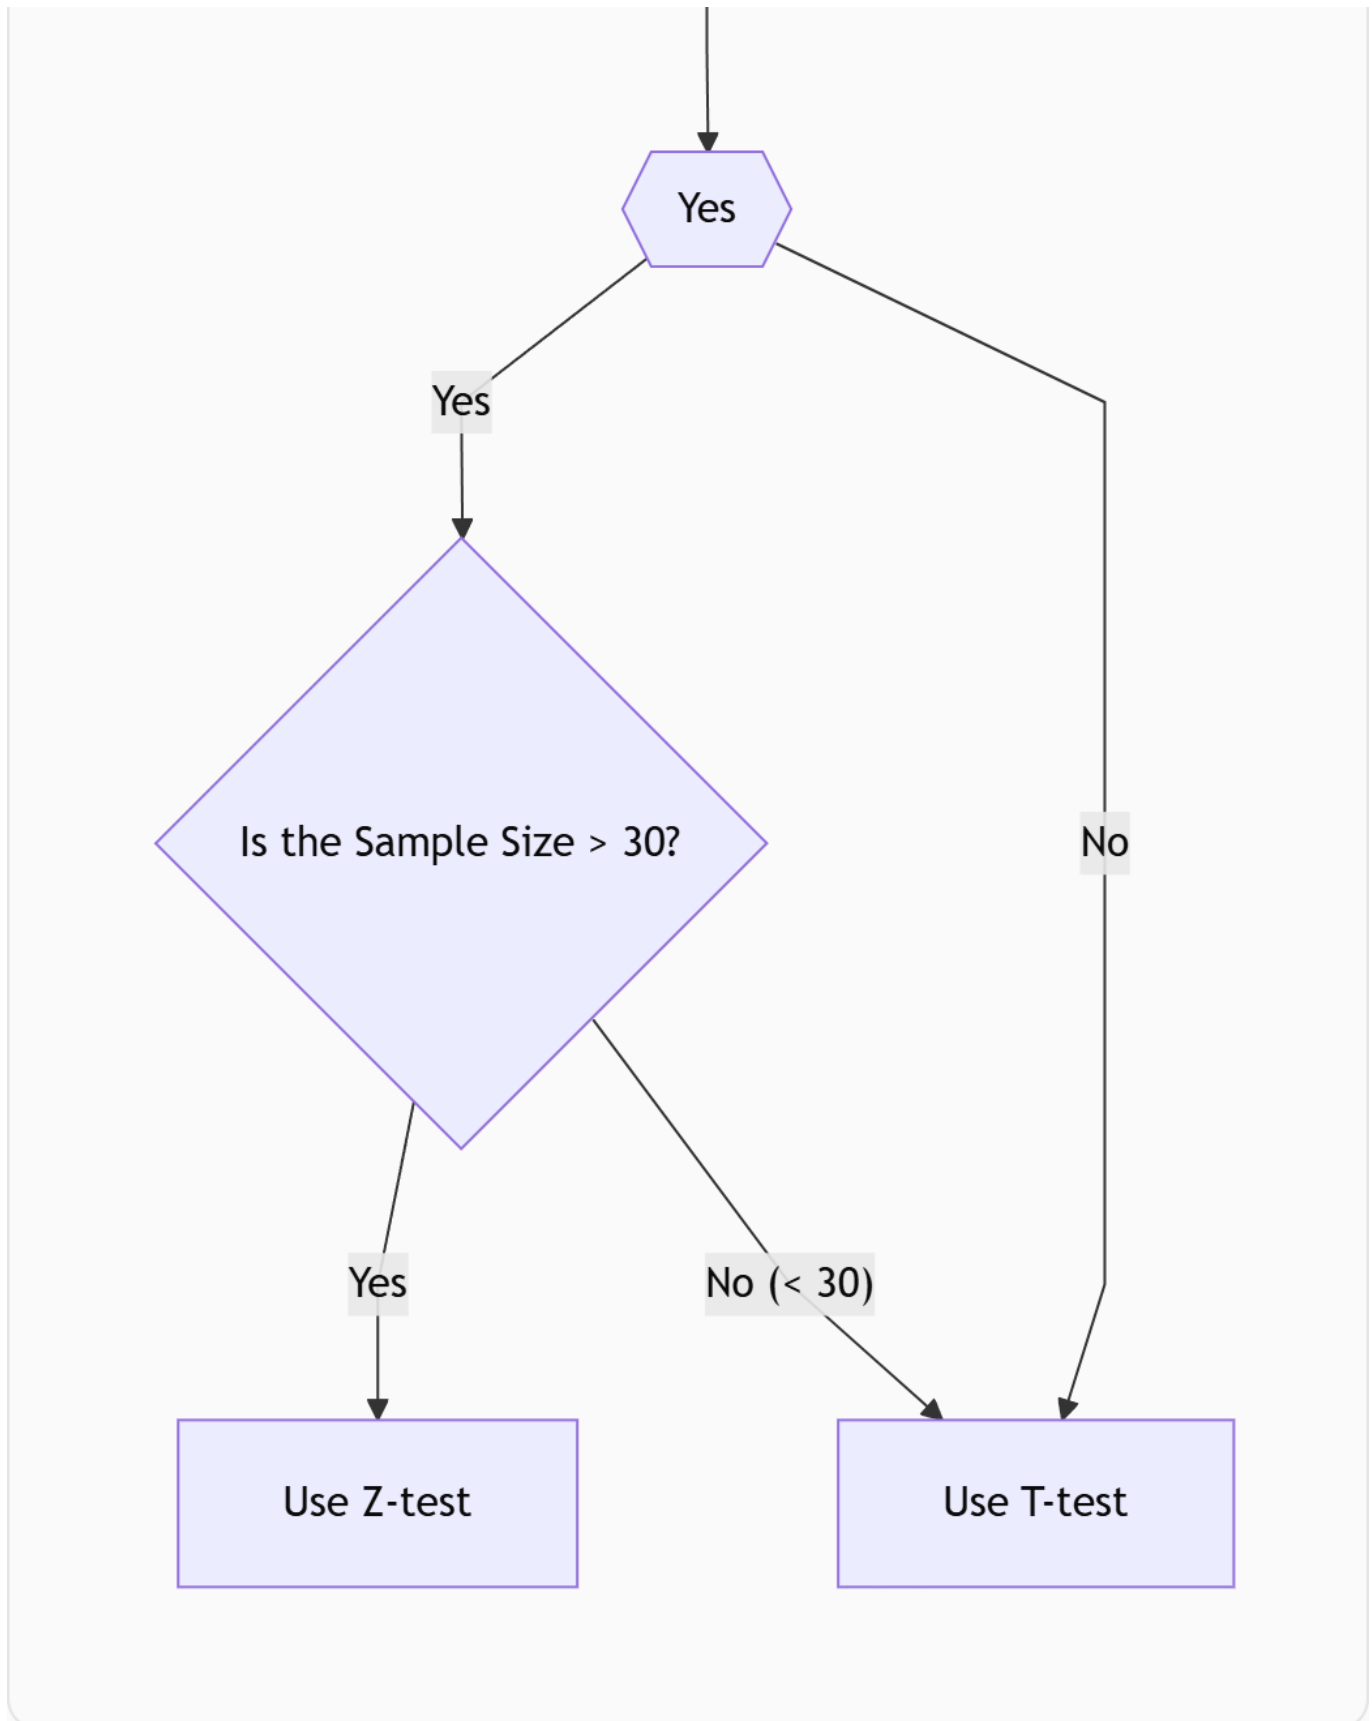 Yes
Yes
Is the Sample Size > 30?
No
Yes
No (< 30)
Use Z-test
Use T-test